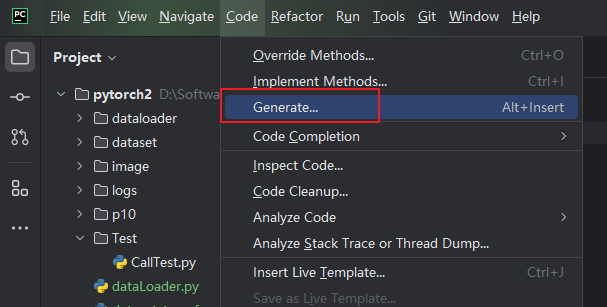 PC File Edit View Navigate Code Refactor Run Tools Git Window Help
Project
pytorch2 D:\Softwa
dataloader
dataset
image
logs
p10
Test
CallTest.py
dataLoader.py
Override Methods... Ctrl+O
Implement Methods... Ctrl+I
Generate... Alt+Insert
Code Completion
Inspect Code...
Code Cleanup...
Analyze Code
Analyze Stack Trace or Thread Dump...
Insert Live Template... Ctrl+J
Save as Live Template...